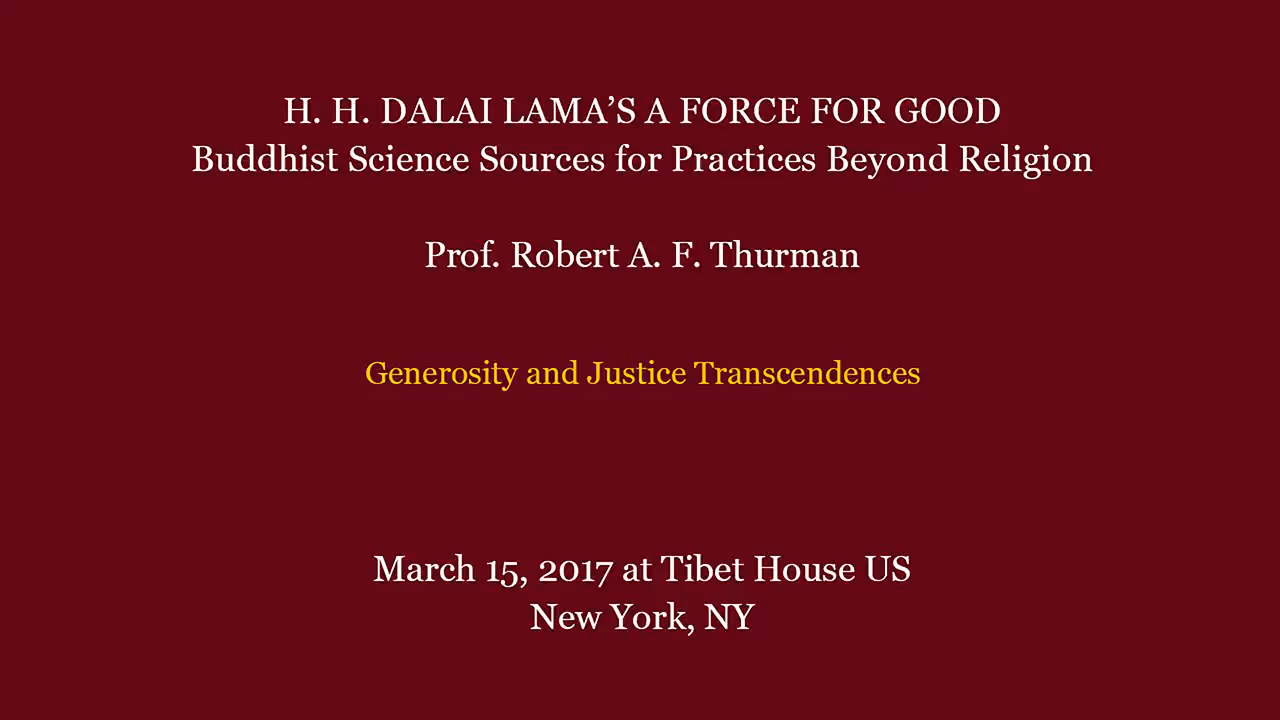 H. H. DALAI LAMA’S A FORCE FOR GOOD
Buddhist Science Sources for Practices Beyond Religion
Prof. Robert A. F. Thurman
Generosity and Justice Transcendences
March 15, 2017 at Tibet House US
New York, NY